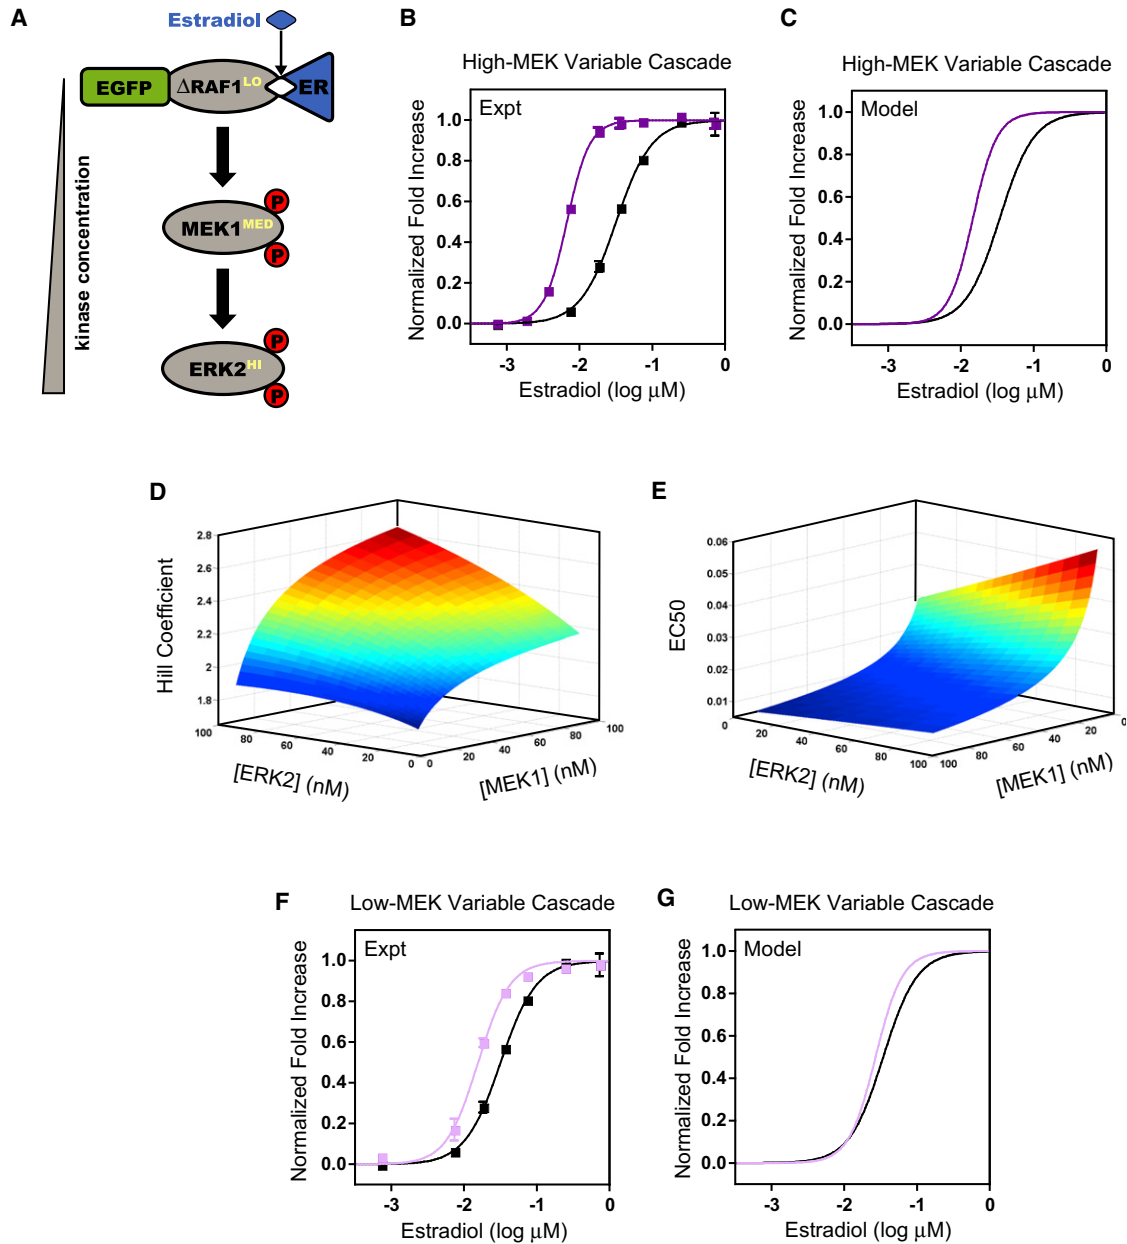 A
Estradiol
EGFP
ΔRAF1LO
ER
kinase concentration
MEK1MED
P
P
ERK2HI
P
P
B
High-MEK Variable Cascade
Expt
Normalized Fold Increase
1.0
0.8
0.6
0.4
0.2
0.0
-3 -2 -1 0
Estradiol (log μM)
C
High-MEK Variable Cascade
Model
Normalized Fold Increase
1.0
0.8
0.6
0.4
0.2
0.0
-3 -2 -1 0
Estradiol (log μM)
D
Hill Coefficient
2.8
2.6
2.4
2.2
2
1.8
100 80 60 40 20 0
[ERK2] (nM)
0 20 40 60 80 100
[MEK1] (nM)
E
EC50
0.06
0.05
0.04
0.03
0.02
0.01
0 20 40 60 80 100
[ERK2] (nM)
100 80 60 40 20 0
[MEK1] (nM)
F
Low-MEK Variable Cascade
Expt
Normalized Fold Increase
1.0
0.8
0.6
0.4
0.2
0.0
-3 -2 -1 0
Estradiol (log μM)
G
Low-MEK Variable Cascade
Model
Normalized Fold Increase
1.0
0.8
0.6
0.4
0.2
0.0
-3 -2 -1 0
Estradiol (log μM)